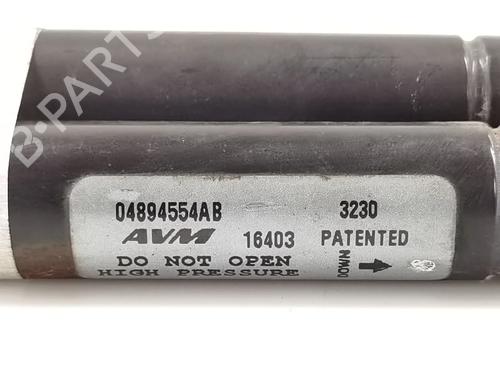 B-PARTS
04894554AB 3230
AVM 16403 PATENTED
DO NOT OPEN
HIGH PRESSURE
DOWN